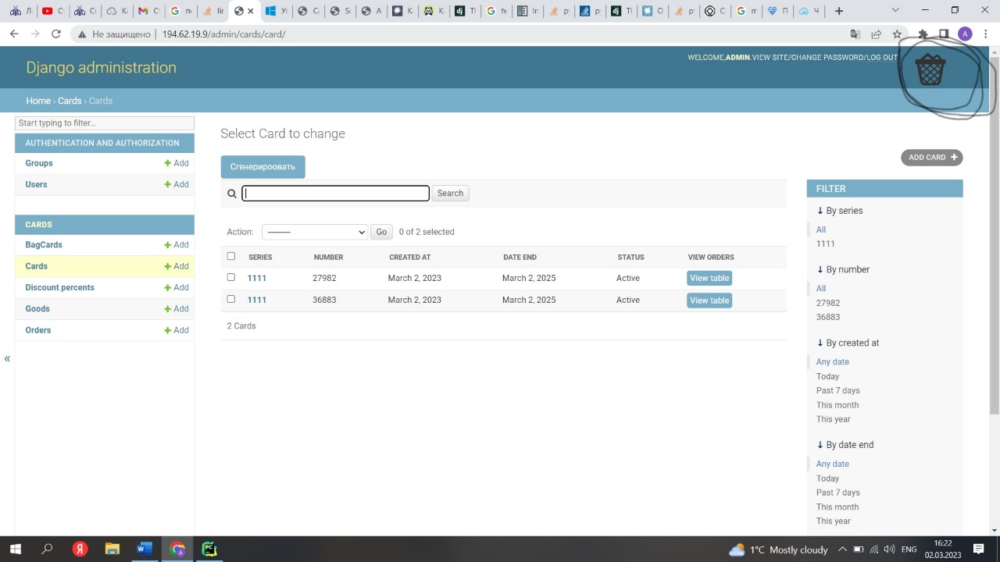 C
Ca
Yo
M
G
C
(5
S
S
S
K
K
T
G
h
E
In
T
s
dj
T
O
p
C
G
n
I
Ч
Не защищено | 194.62.19.9/admin/cards/card/
A
Django administration
WELCOME,ADMIN.VIEW SITE/CHANGE PASSWORD/LOG OUT
Home › Cards › Cards
Start typing to filter...
AUTHENTICATION AND AUTHORIZATION
Groups + Add
Users + Add
CARDS
BagCards + Add
Cards + Add
Discount percents + Add
Goods + Add
Orders + Add
«
Select Card to change
Сгенерироовать
ADD CARD +
Search
Action: --------- Go 0 of 2 selected
SERIES NUMBER CREATED AT DATE END STATUS VIEW ORDERS
1111 27982 March 2, 2023 March 2, 2025 Active View table
1111 36883 March 2, 2023 March 2, 2025 Active View table
2 Cards
FILTER
↓ By series
All
1111
↓ By number
All
27982
36883
↓ By created at
Any date
Today
Past 7 days
This month
This year
↓ By date end
Any date
Today
Past 7 days
This month
This year
1°C Mostly cloudy
ENG
16:22
02.03.2023